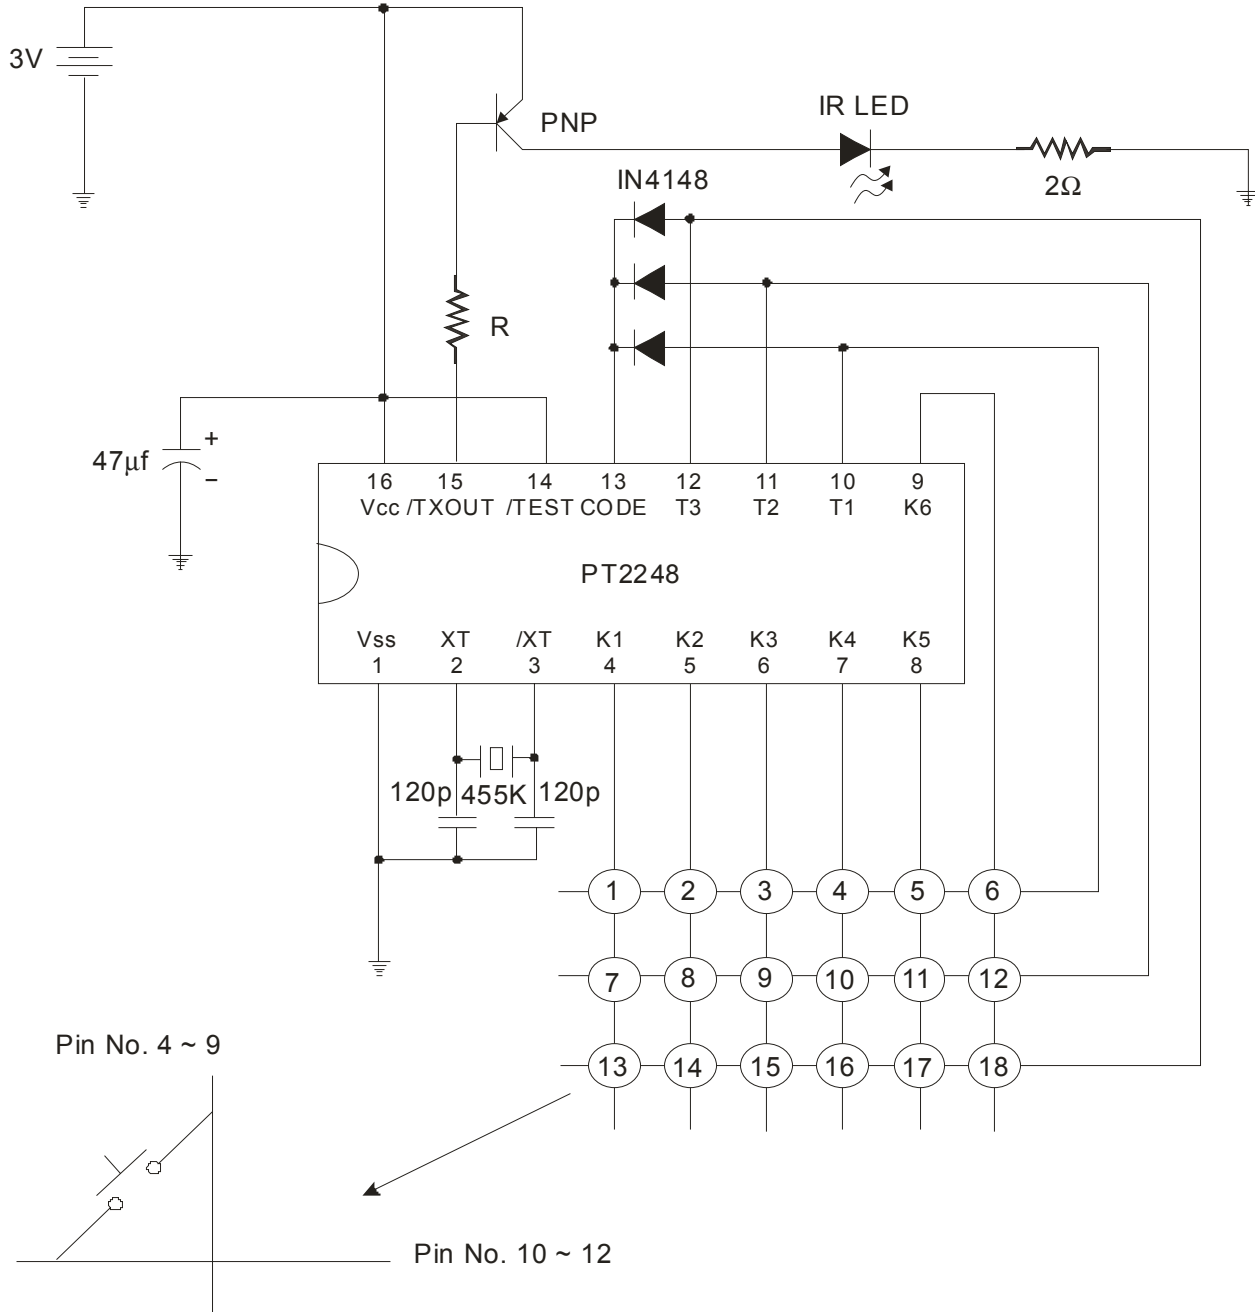 3V
PNP
IR LED
2Ω
IN4148
R
47μf
+
−
16 15 14 13 12 11 10 9
Vcc /TXOUT /TEST CODE T3 T2 T1 K6
PT2248
Vss XT /XT K1 K2 K3 K4 K5
1 2 3 4 5 6 7 8
120p 455K 120p
1 2 3 4 5 6
7 8 9 10 11 12
13 14 15 16 17 18
Pin No. 4 ~ 9
Pin No. 10 ~ 12